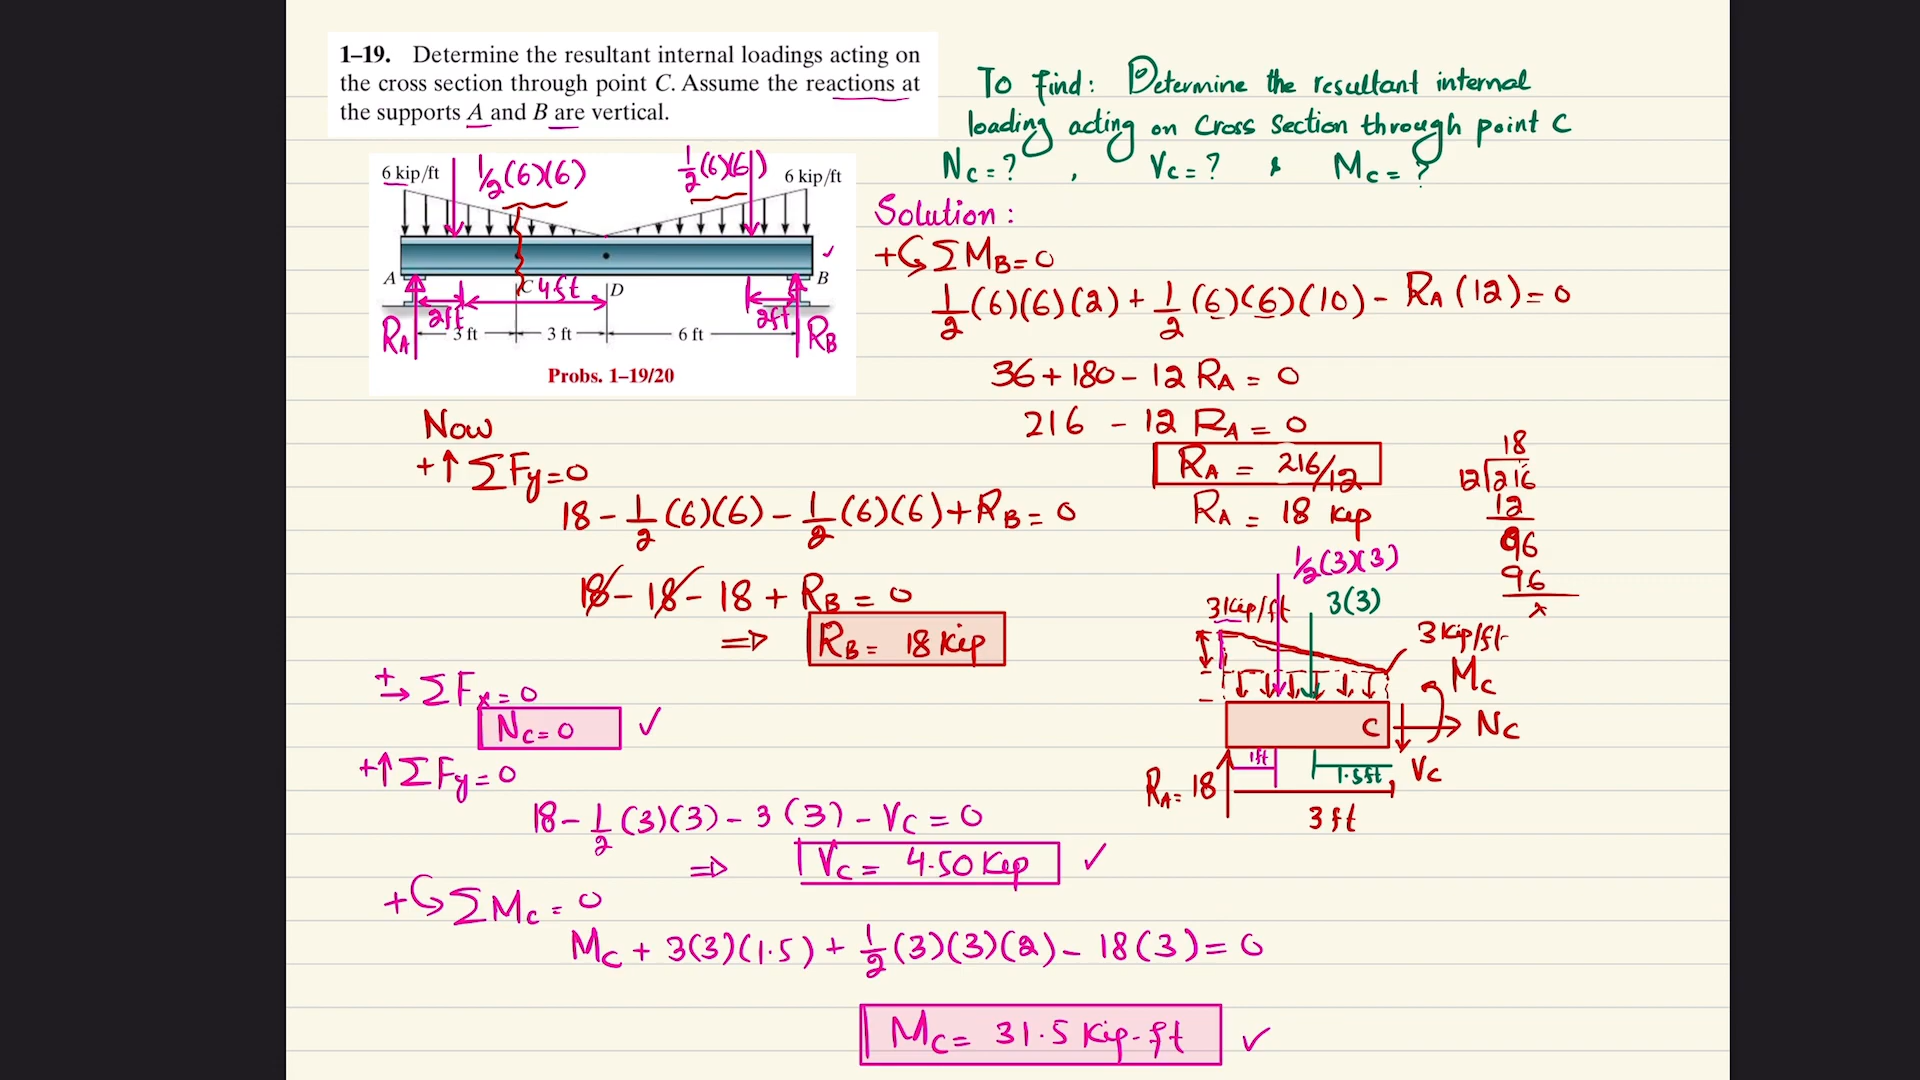 1–19. Determine the resultant internal loadings acting on
the cross section through point C. Assume the reactions at
the supports A and B are vertical.
To find: Determine the resultant internal
loading acting on Cross Section through point C
Nc = ? , Vc = ? & Mc = ?
6 kip/ft 1/2(6)(6) 1/2(6)(6) 6 kip/ft
A C 4ft D B
RA 2ft 2ft RB
3 ft 3 ft 6 ft
Probs. 1–19/20
Solution :
+↺ ΣMB = 0
1/2(6)(6)(2) + 1/2(6)(6)(10) - RA(12) = 0
36 + 180 - 12 RA = 0
216 - 12 RA = 0
RA = 216/12
RA = 18 kip
18
12 216
12
96
96
x
Now
+↑ ΣFy = 0
18 - 1/2(6)(6) - 1/2(6)(6) + RB = 0
18 - 18 - 18 + RB = 0
⇒ RB = 18 kip
1/2(3)(3)
3 kip/ft 3(3)
3 kip/ft
Mc
C Nc
1ft 1.5ft Vc
RA = 18
3 ft
+→ ΣFx = 0
Nc = 0 ✓
+↑ ΣFy = 0
18 - 1/2(3)(3) - 3(3) - Vc = 0
⇒ Vc = 4.50 kip ✓
+↺ ΣMc = 0
Mc + 3(3)(1.5) + 1/2(3)(3)(2) - 18(3) = 0
Mc = 31.5 kip-ft ✓